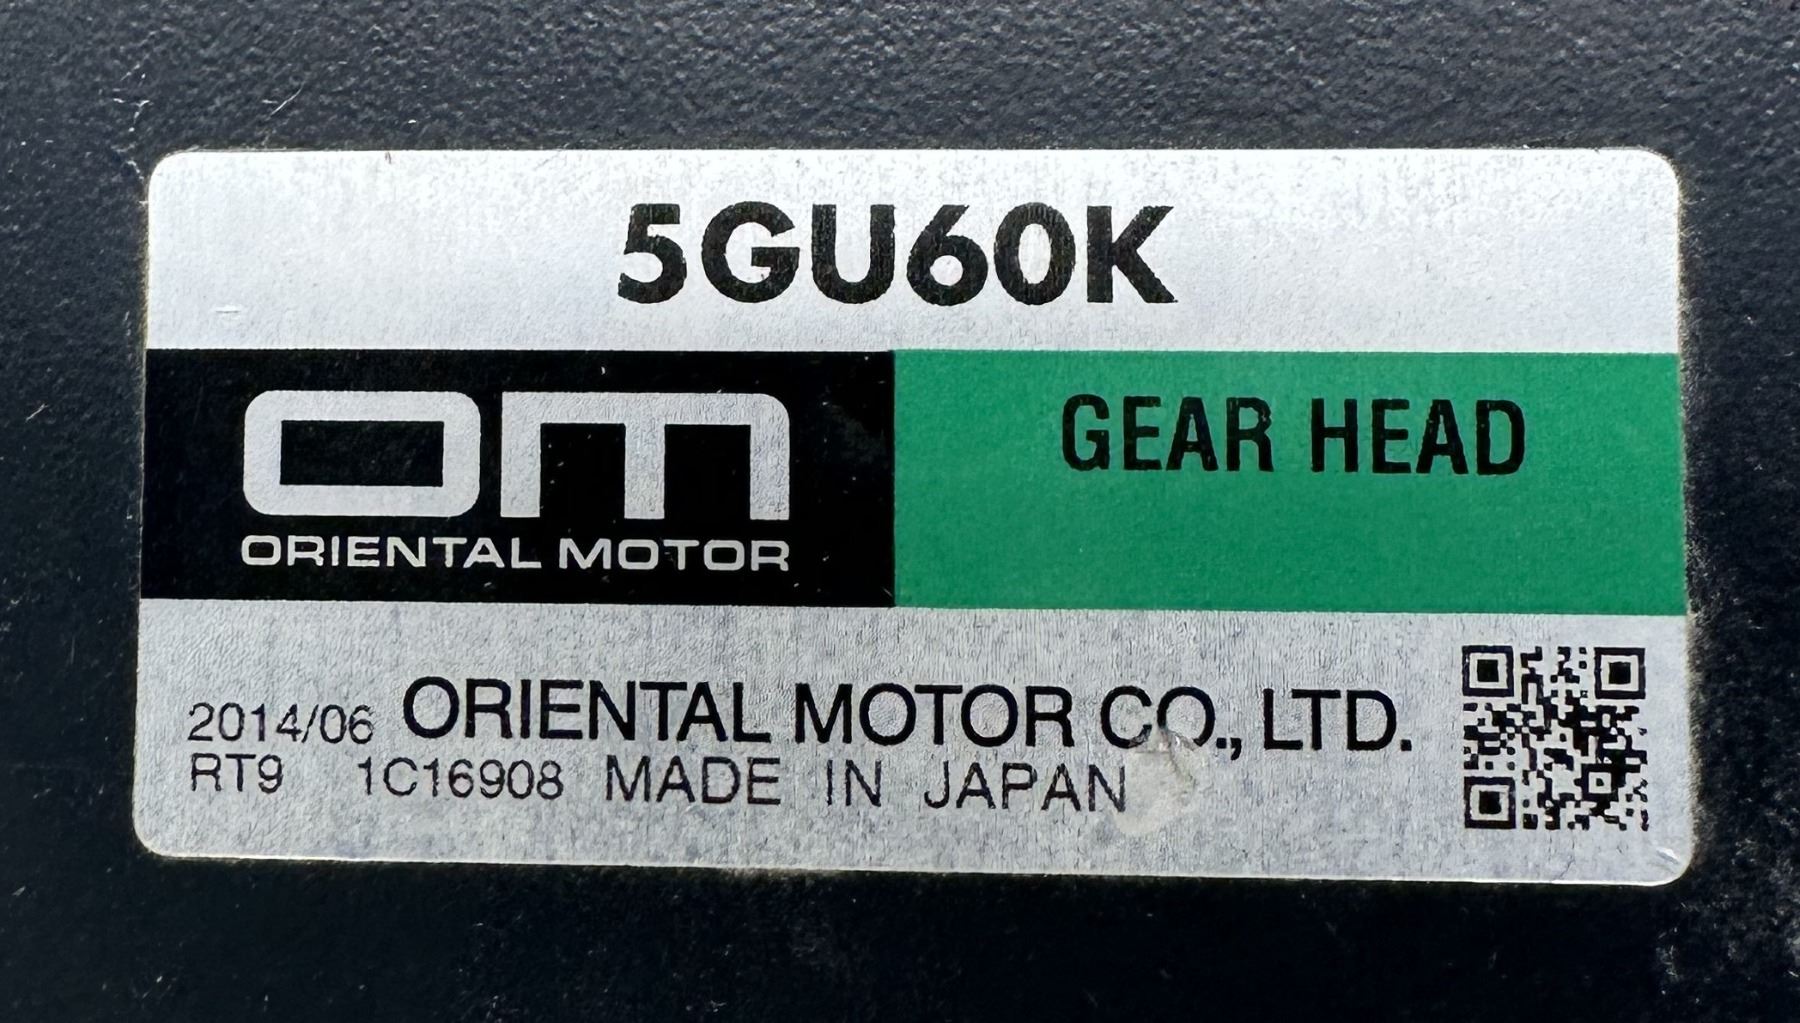 5GU60K
om
ORIENTAL MOTOR
GEAR HEAD
2014/06 ORIENTAL MOTOR CO., LTD.
RT9 1C16908 MADE IN JAPAN